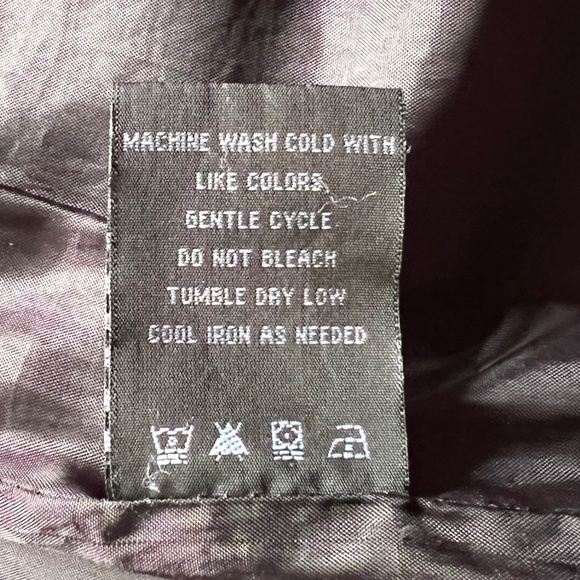 MACHINE WASH COLD WITH
LIKE COLORS
GENTLE CYCLE
DO NOT BLEACH
TUMBLE DRY LOW
COOL IRON AS NEEDED